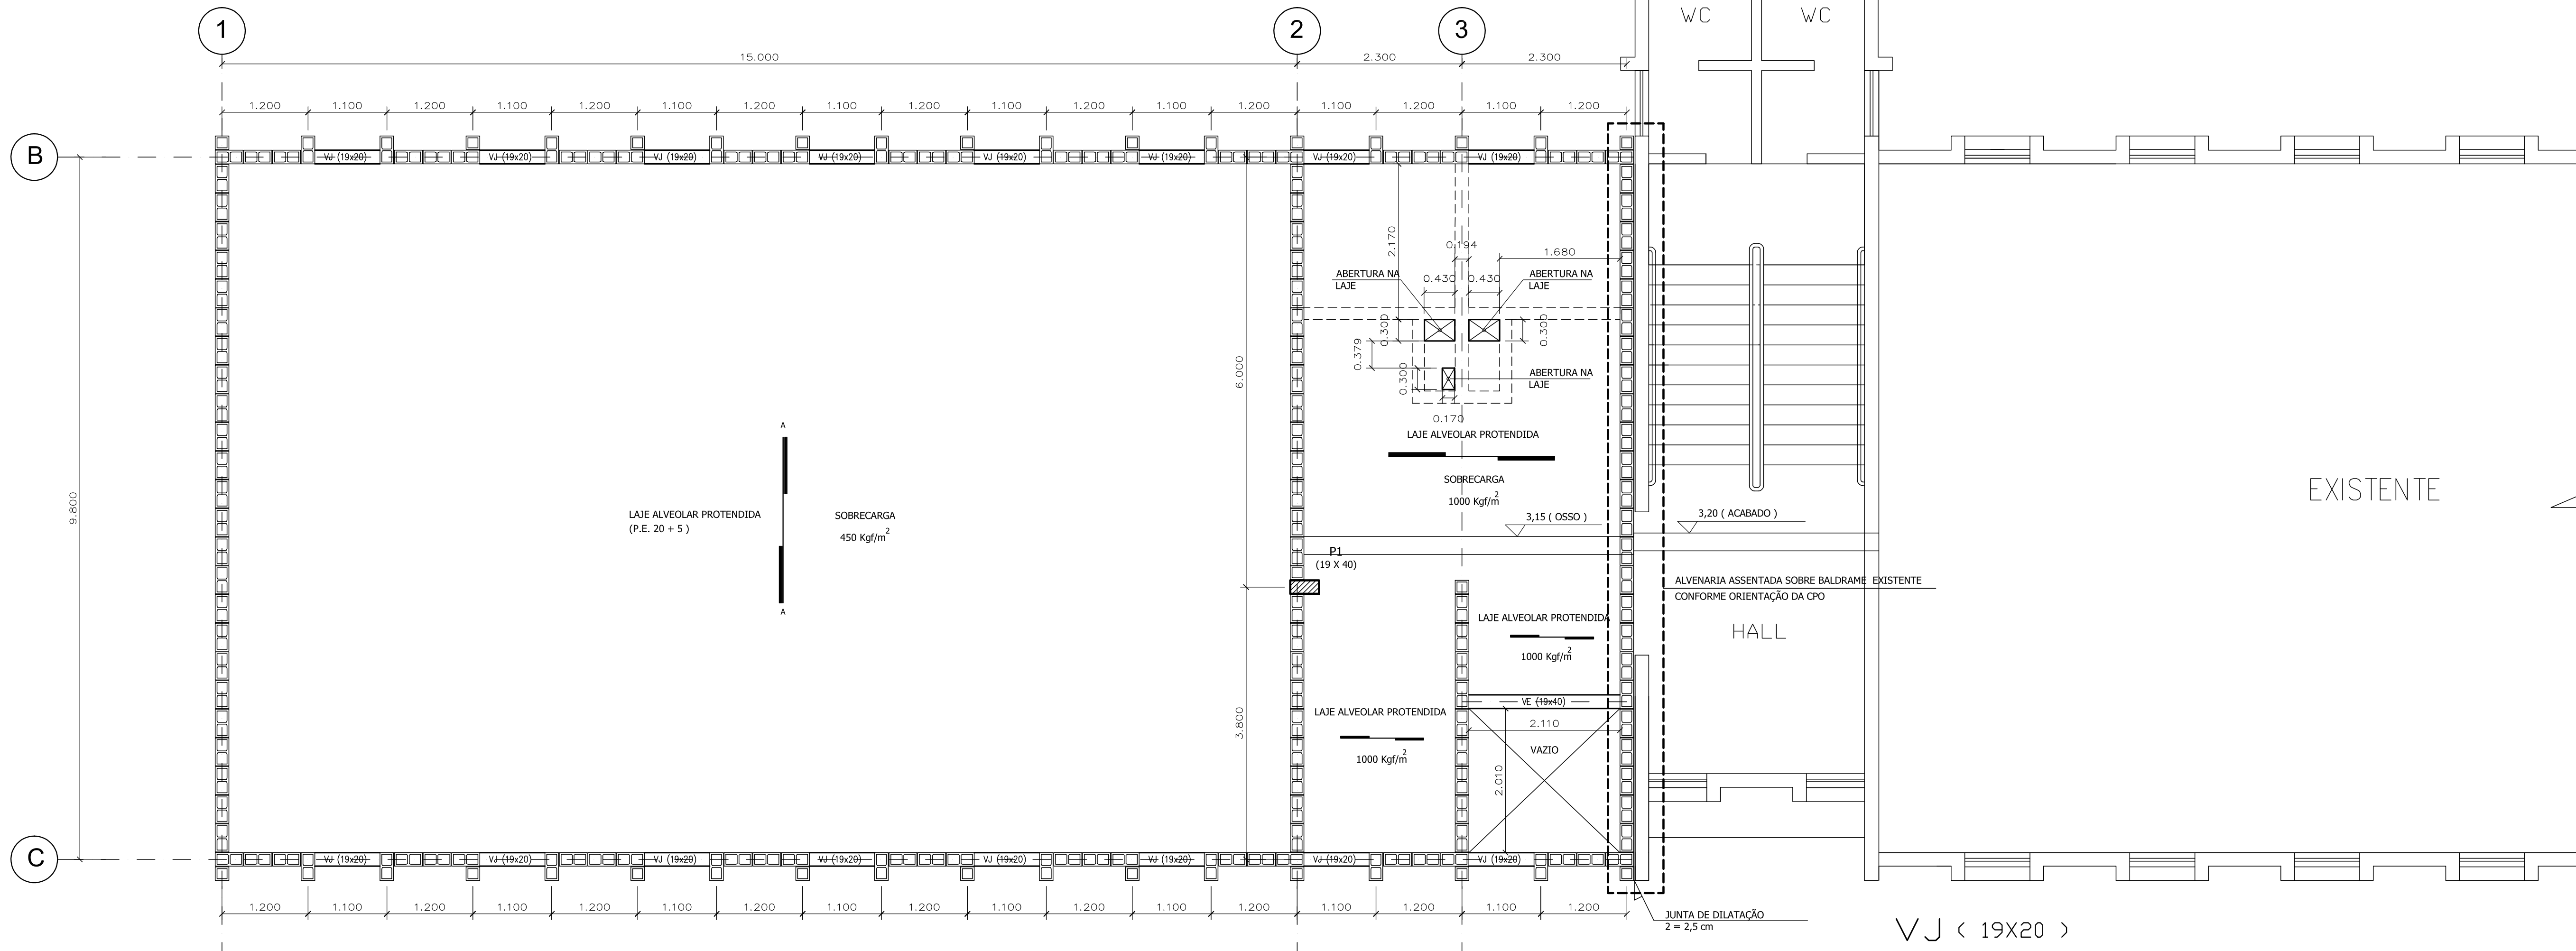 WC
WC
1
2
3
15.000
2.300
2.300
1.200
1.100
1.200
1.100
1.200
1.100
1.200
1.100
1.200
1.100
1.200
1.100
1.200
1.100
1.200
1.100
1.200
B
VJ (19x20)
VJ (19x20)
VJ (19x20)
VJ (19x20)
VJ (19x20)
VJ (19x20)
VJ (19x20)
VJ (19x20)
2.170
0.194
1.680
ABERTURA NA
LAJE
0.430
0.430
ABERTURA NA
LAJE
0.300
0.300
0.379
0.300
ABERTURA NA
LAJE
0.170
6.000
LAJE ALVEOLAR PROTENDIDA
SOBRECARGA
1000 Kgf/m2
A
LAJE ALVEOLAR PROTENDIDA
(P.E. 20 + 5 )
SOBRECARGA
450 Kgf/m2
A
9.800
EXISTENTE
3,15 ( OSSO )
3,20 ( ACABADO )
P1
(19 X 40)
ALVENARIA ASSENTADA SOBRE BALDRAME EXISTENTE
CONFORME ORIENTAÇÃO DA CPO
HALL
LAJE ALVEOLAR PROTENDIDA
1000 Kgf/m2
3.800
LAJE ALVEOLAR PROTENDIDA
1000 Kgf/m2
VE (19x40)
2.110
VAZIO
2.010
C
VJ (19x20)
VJ (19x20)
VJ (19x20)
VJ (19x20)
VJ (19x20)
VJ (19x20)
VJ (19x20)
VJ (19x20)
1.200
1.100
1.200
1.100
1.200
1.100
1.200
1.100
1.200
1.100
1.200
1.100
1.200
1.100
1.200
1.100
1.200
JUNTA DE DILATAÇÃO
2 = 2,5 cm
VJ ( 19X20 )